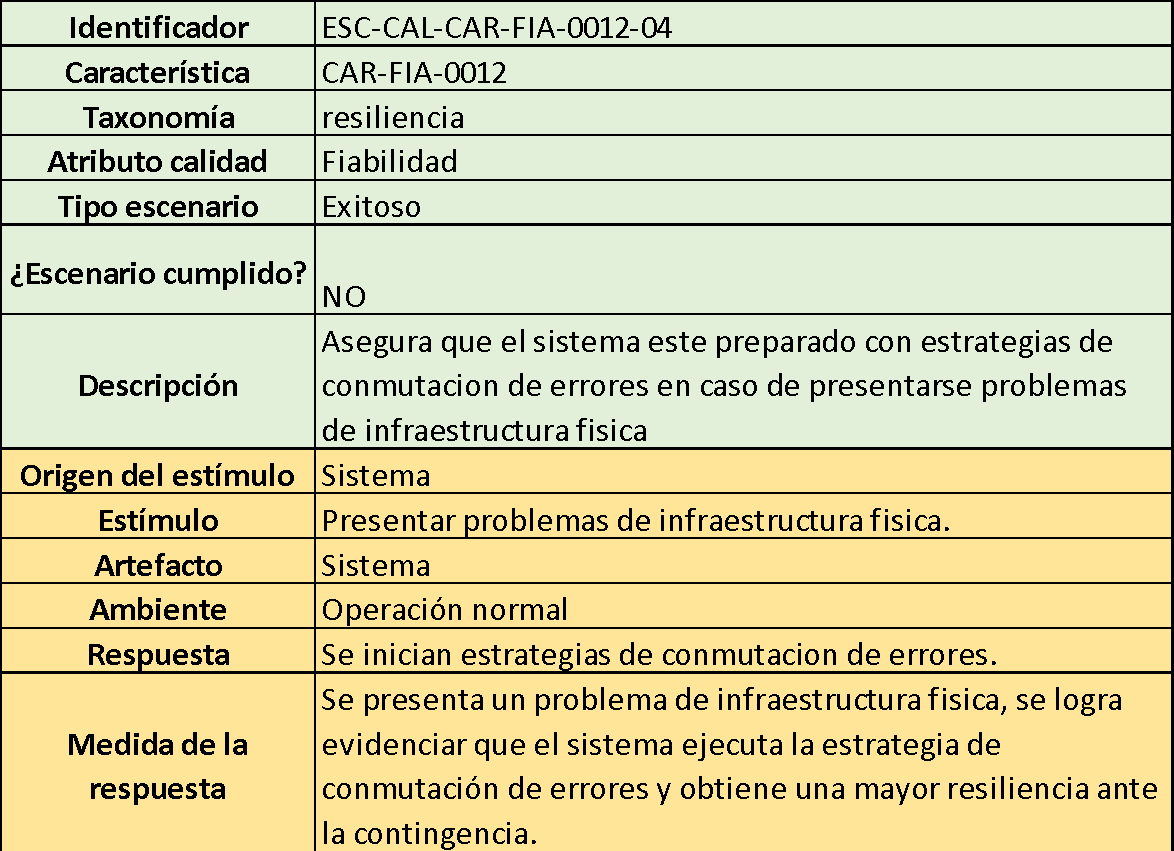 Identificador ESC-CAL-CAR-FIA-0012-04
Característica CAR-FIA-0012
Taxonomía resiliencia
Atributo calidad Fiabilidad
Tipo escenario Exitoso
¿Escenario cumplido? NO
Descripción Asegura que el sistema este preparado con estrategias de
conmutacion de errores en caso de presentarse problemas
de infraestructura fisica
Origen del estímulo Sistema
Estímulo Presentar problemas de infraestructura fisica.
Artefacto Sistema
Ambiente Operación normal
Respuesta Se inician estrategias de conmutacion de errores.
Medida de la
respuesta
Se presenta un problema de infraestructura fisica, se logra
evidenciar que el sistema ejecuta la estrategia de
conmutación de errores y obtiene una mayor resiliencia ante
la contingencia.